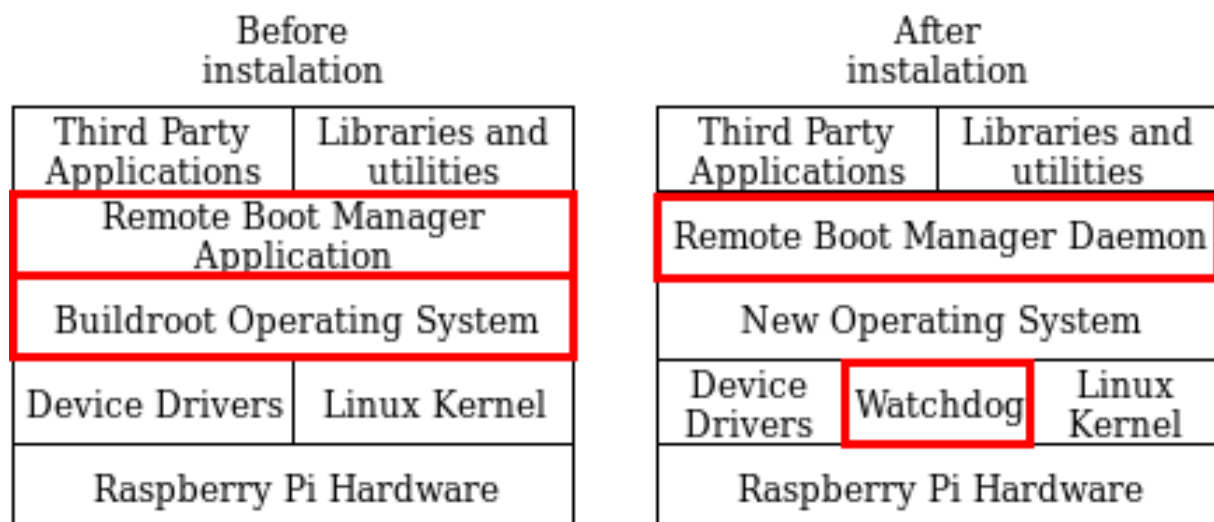 Before
instalation
Third Party
Applications
Libraries and
utilities
Remote Boot Manager
Application
Buildroot Operating System
Device Drivers
Linux Kernel
Raspberry Pi Hardware
After
instalation
Third Party
Applications
Libraries and
utilities
Remote Boot Manager Daemon
New Operating System
Device
Drivers
Watchdog
Linux
Kernel
Raspberry Pi Hardware